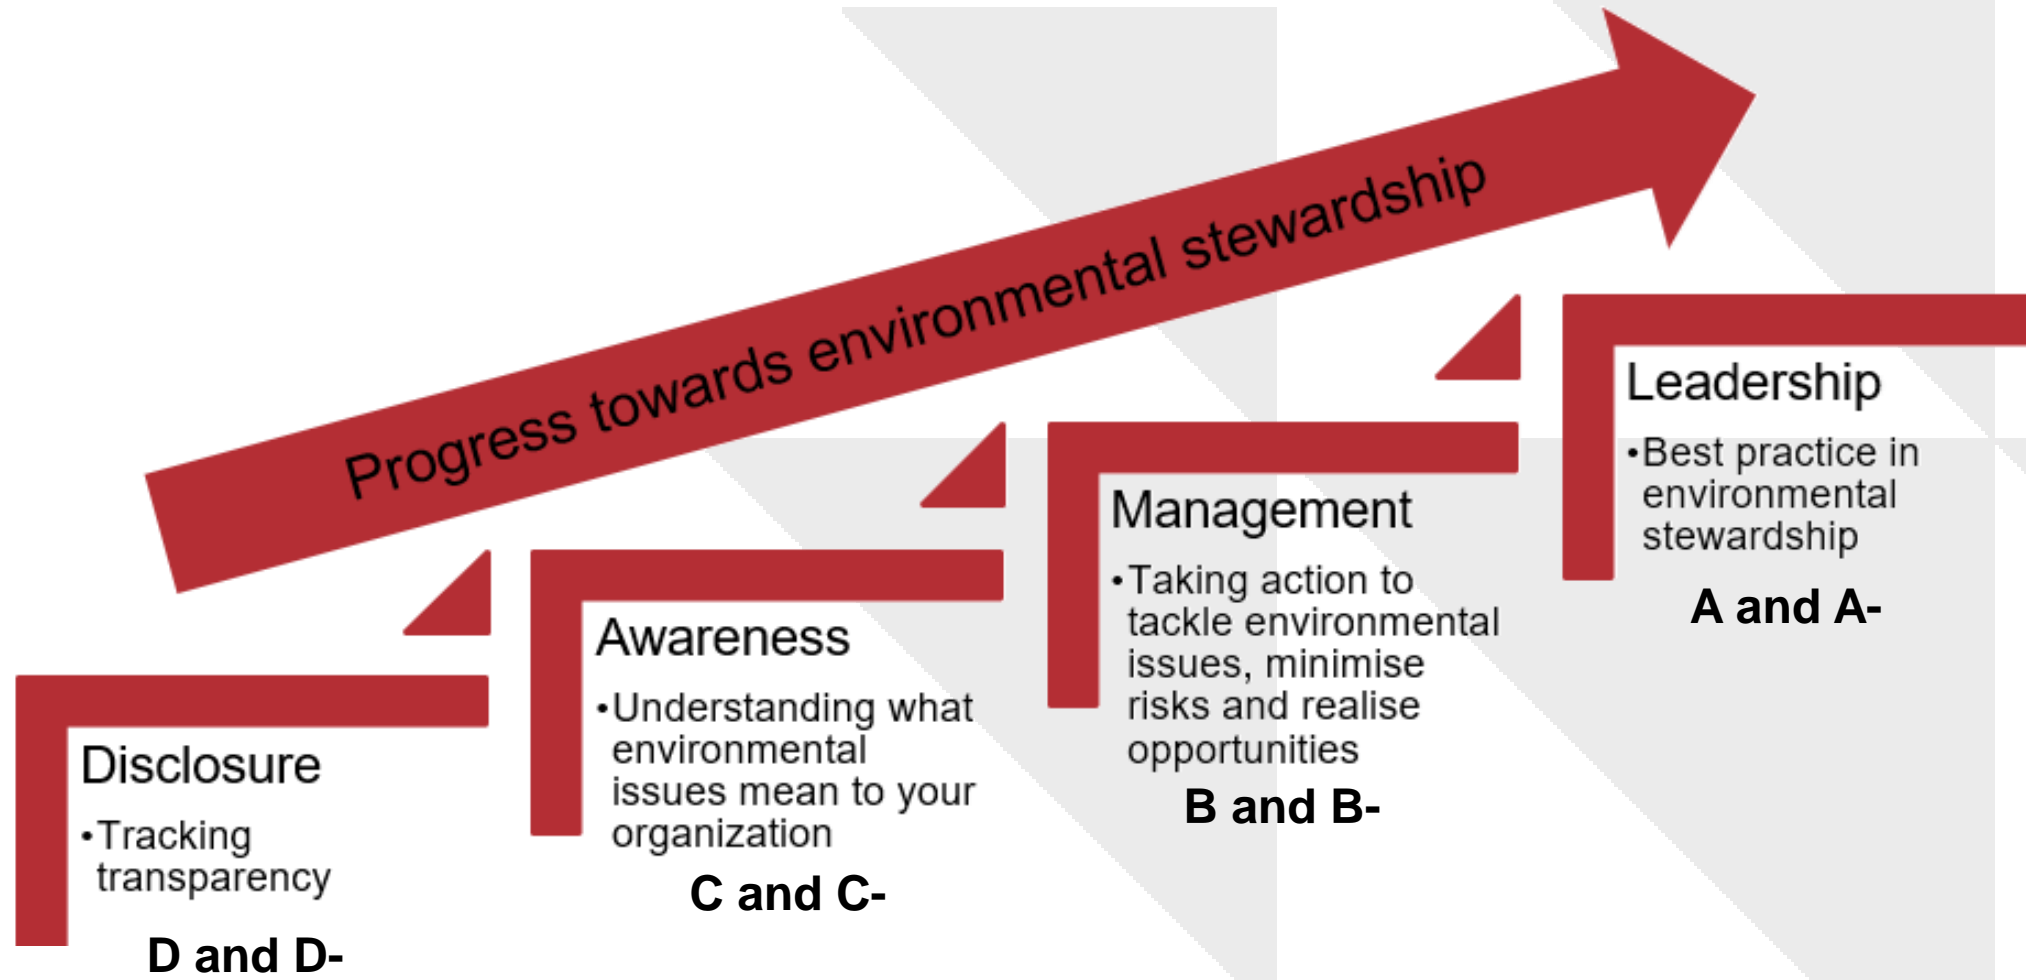 Progress towards environmental stewardship
Disclosure
•Tracking
transparency
D and D-
Awareness
•Understanding what
environmental
issues mean to your
organization
C and C-
Management
•Taking action to
tackle environmental
issues, minimise
risks and realise
opportunities
B and B-
Leadership
•Best practice in
environmental
stewardship
A and A-